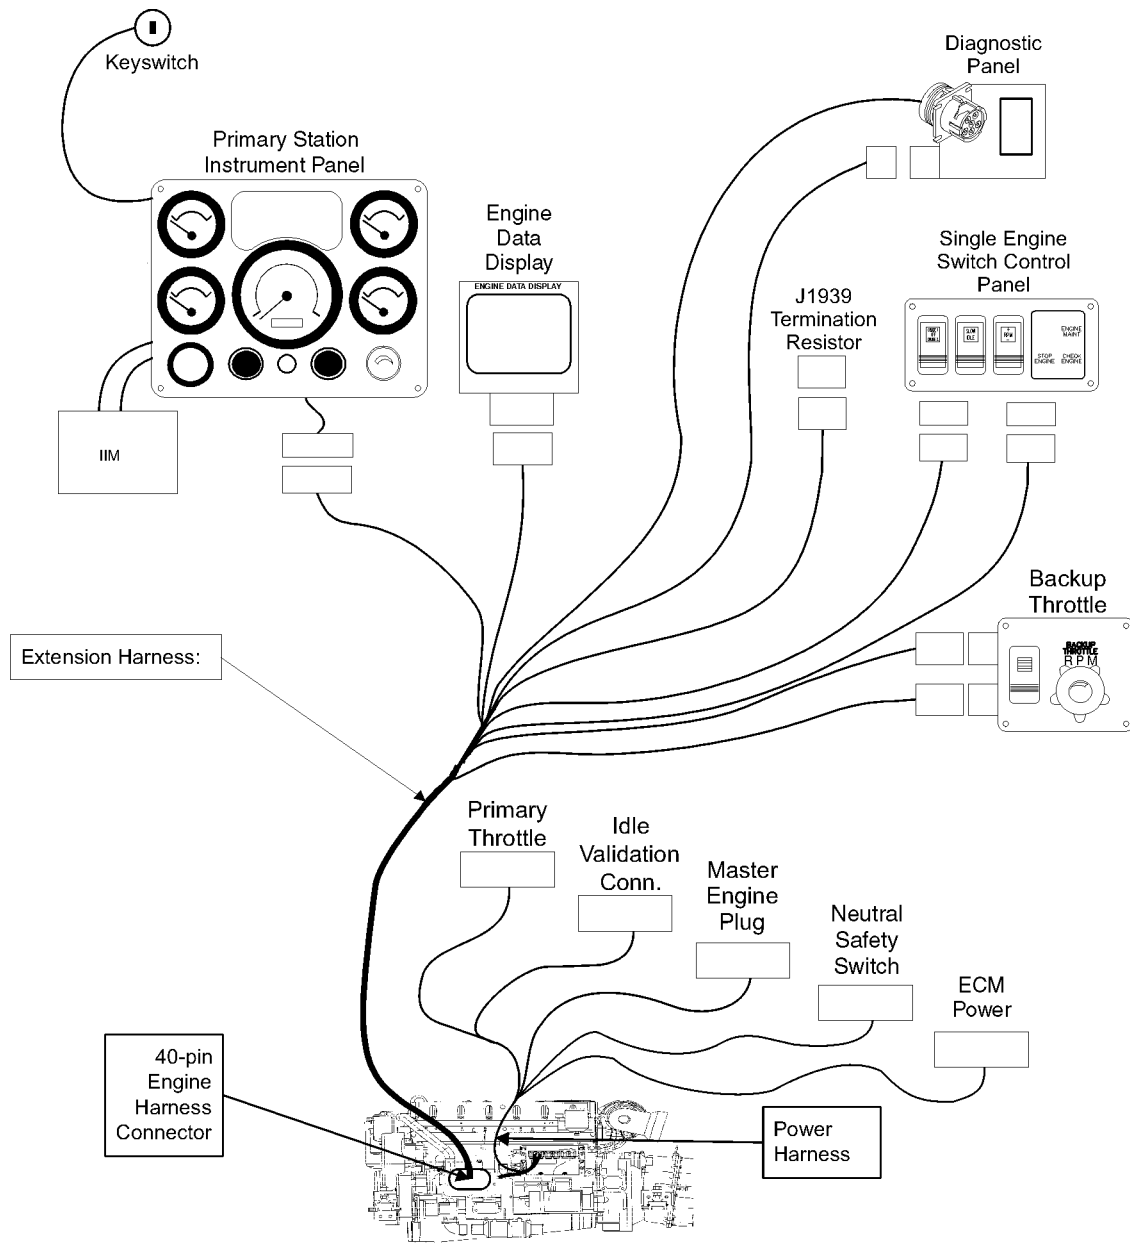 Keyswitch
Diagnostic
Panel
Primary Station
Instrument Panel
Engine
Data
Display
ENGINE DATA DISPLAY
Single Engine
Switch Control
Panel
J1939
Termination
Resistor
SLOW
IDLE
+
RPM
-
ENGINE
MAINT
STOP
ENGINE
CHECK
ENGINE
IIM
Backup
Throttle
BACKUP
THROTTLE
RPM
Extension Harness:
Primary
Throttle
Idle
Validation
Conn.
Master
Engine
Plug
Neutral
Safety
Switch
ECM
Power
40-pin
Engine
Harness
Connector
Power
Harness